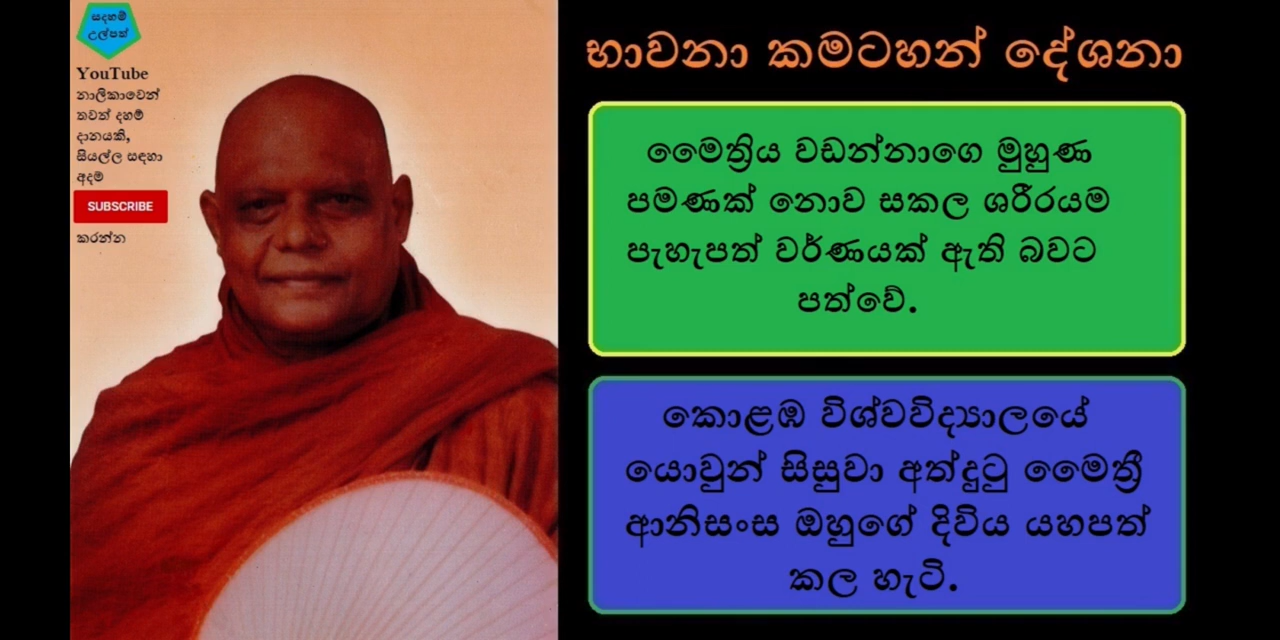 සදහම්
උල්පත්
YouTube
නාලිකාවෙන්
තවත් දහම්
දානයකි,
සියල්ල සඳහා
අදම
SUBSCRIBE
කරන්න
භාවනා කමටහන් දේශනා
මෛත්‍රිය වඩන්නාගෙ මුහුණ
පමණක් නොව සකල ශරීරයම
පැහැපත් වර්ණයක් ඇති බවට
පත්වේ.
කොළඹ විශ්වවිද්‍යාලයේ
යොවුන් සිසුවා අත්දුටු මෛත්‍රී
ආනිසංස ඔහුගේ දිවිය යහපත්
කල හැටි.